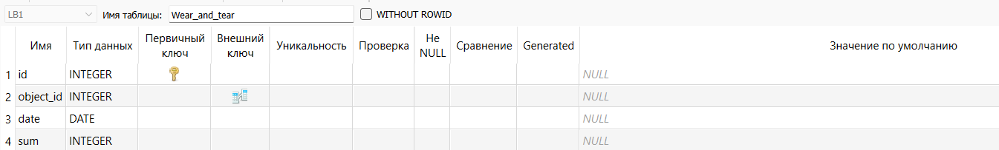 LB1 Имя таблицы: Wear_and_tear WITHOUT ROWID
Имя Тип данных Первичный ключ Внешний ключ Уникальность Проверка Не NULL Сравнение Generated Значение по умолчанию
1 id INTEGER NULL
2 object_id INTEGER NULL
3 date DATE NULL
4 sum INTEGER NULL